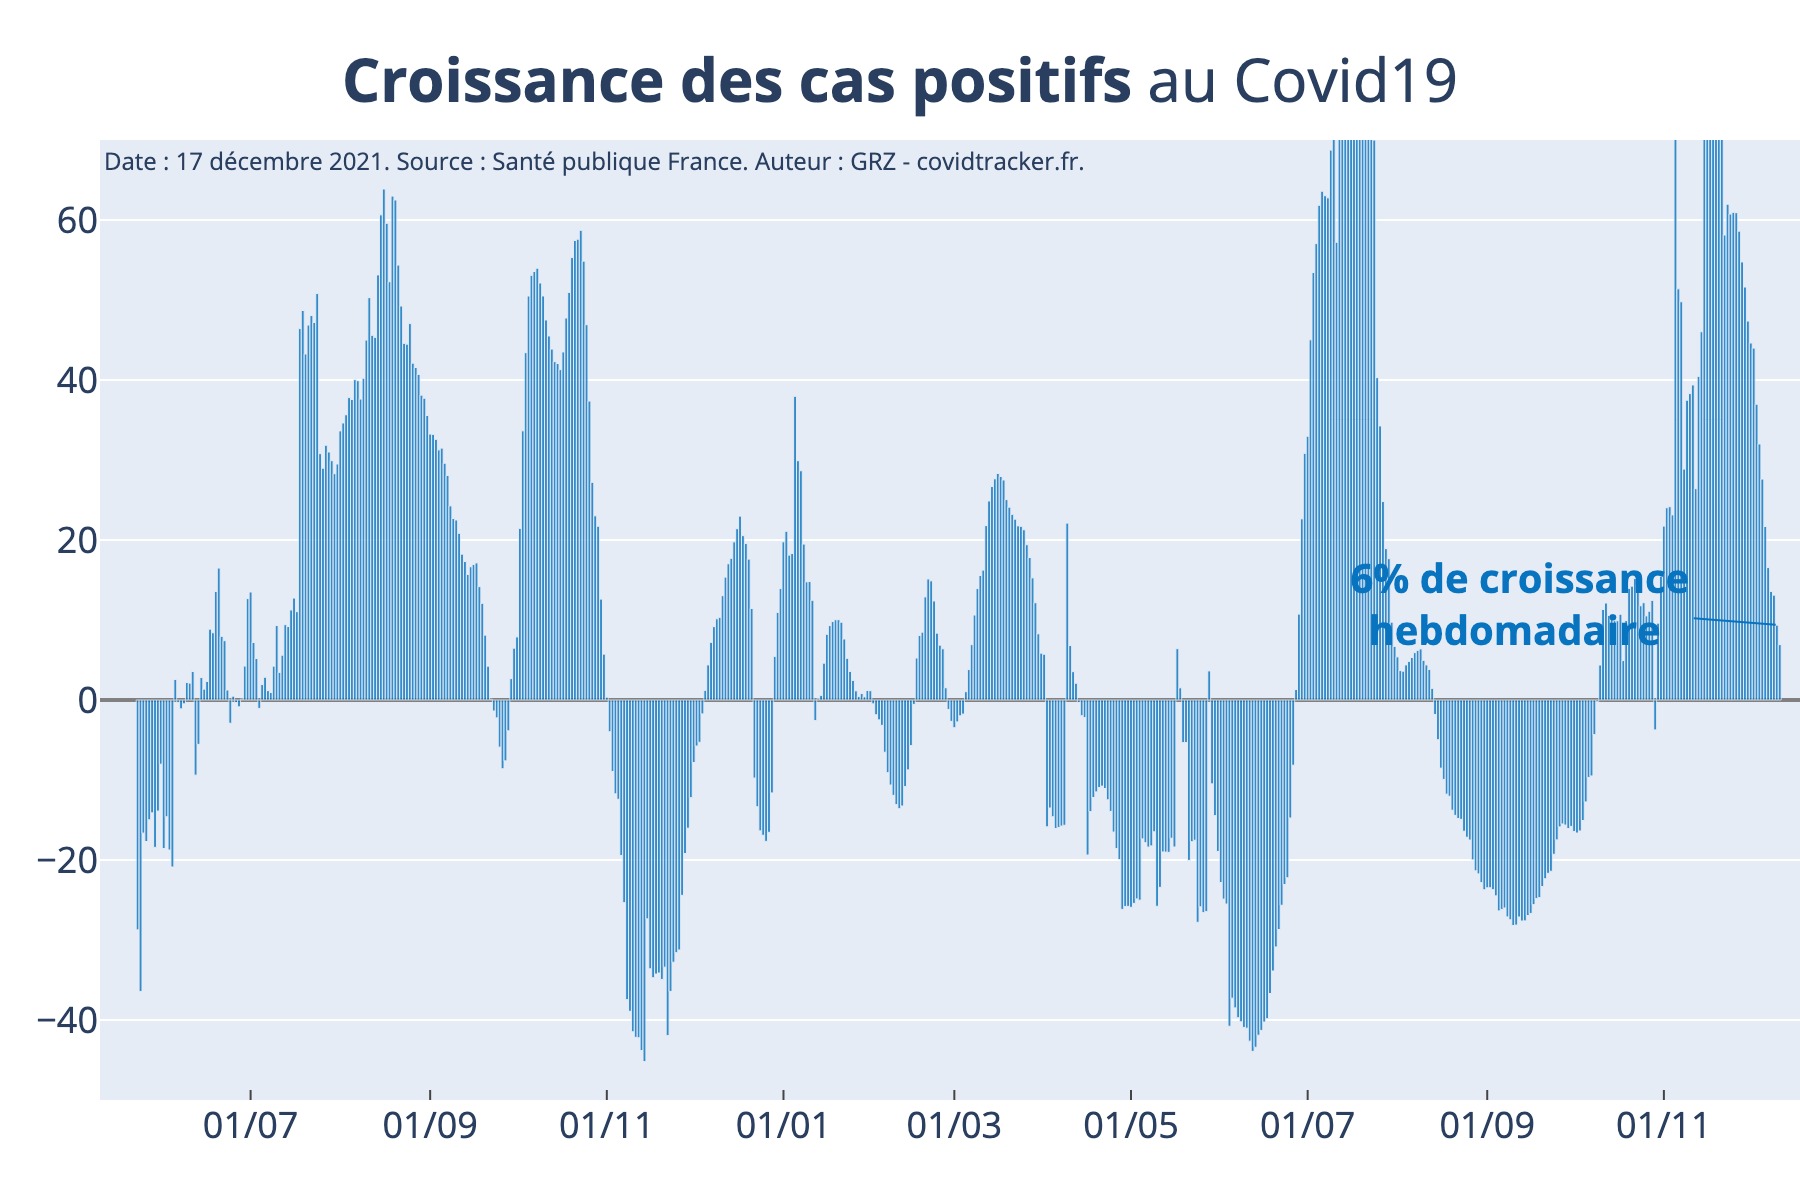 Croissance des cas positifs au Covid19
Date : 17 décembre 2021. Source : Santé publique France. Auteur : GRZ - covidtracker.fr.
60
40
20
0
−20
−40
6% de croissance
hebdomadaire
01/07 01/09 01/11 01/01 01/03 01/05 01/07 01/09 01/11